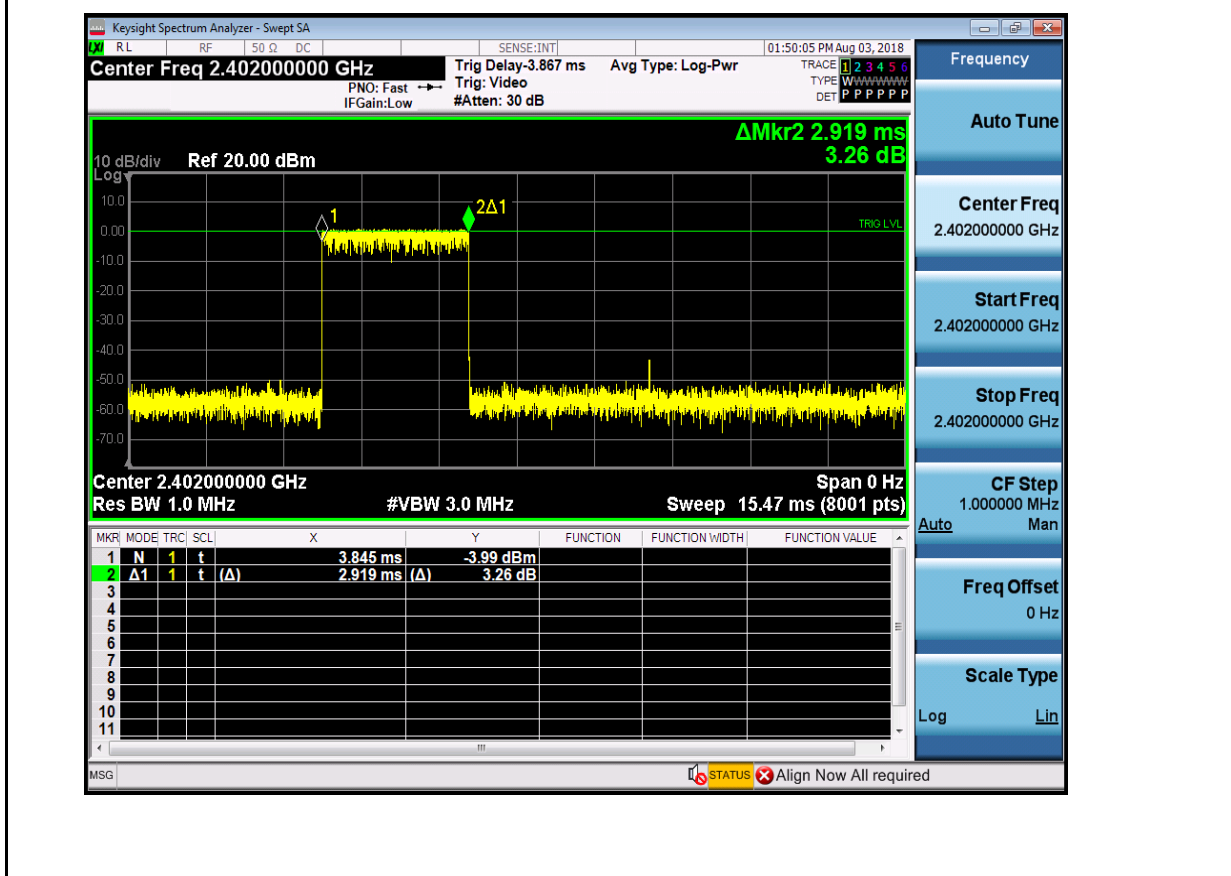 Keysight Spectrum Analyzer - Swept SA
LXI RL RF 50 Ω DC SENSE:INT 01:50:05 PM Aug 03, 2018
Center Freq 2.402000000 GHz
PNO: Fast
IFGain:Low
Trig Delay-3.867 ms
Trig: Video
#Atten: 30 dB
Avg Type: Log-Pwr
TRACE 1 2 3 4 5 6
TYPE WWWWWW
DET P P P P P P
ΔMkr2 2.919 ms
3.26 dB
10 dB/div Ref 20.00 dBm
Log
10.0
0.00
-10.0
-20.0
-30.0
-40.0
-50.0
-60.0
-70.0
1
2Δ1
TRIG LVL
Center 2.402000000 GHz Span 0 Hz
Res BW 1.0 MHz #VBW 3.0 MHz Sweep 15.47 ms (8001 pts)
MKR MODE TRC SCL X Y FUNCTION FUNCTION WIDTH FUNCTION VALUE
1 N 1 t 3.845 ms -3.99 dBm
2 Δ1 1 t (Δ) 2.919 ms (Δ) 3.26 dB
3
4
5
6
7
8
9
10
11
MSG STATUS Align Now All required
Frequency
Auto Tune
Center Freq
2.402000000 GHz
Start Freq
2.402000000 GHz
Stop Freq
2.402000000 GHz
CF Step
1.000000 MHz
Auto Man
Freq Offset
0 Hz
Scale Type
Log Lin